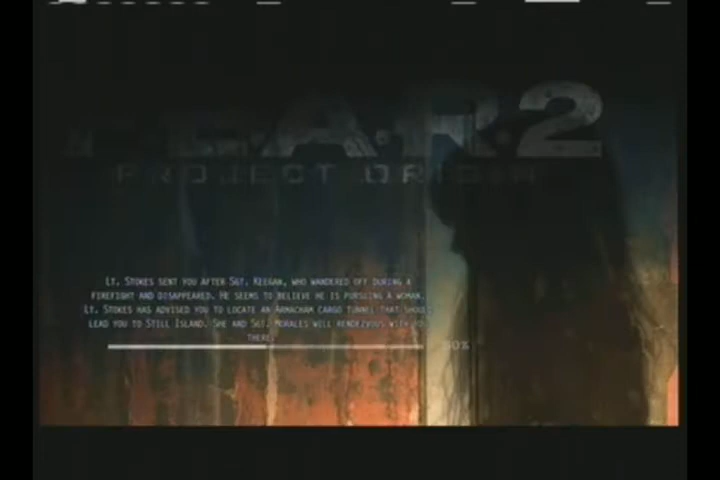 F.E.A.R.2
PROJECT ORIGIN
LT. STOKES SENT YOU AFTER SGT. KEEGAN, WHO WANDERED OFF DURING A
FIREFIGHT AND DISAPPEARED. HE SEEMS TO BELIEVE HE IS PURSUING A WOMAN.
LT. STOKES HAS ADVISED YOU TO LOCATE AN ARMACHAM CARGO TUNNEL THAT SHOULD
LEAD YOU TO STILL ISLAND. SHE AND SGT. MORALES WILL RENDEZVOUS WITH YOU
THERE.